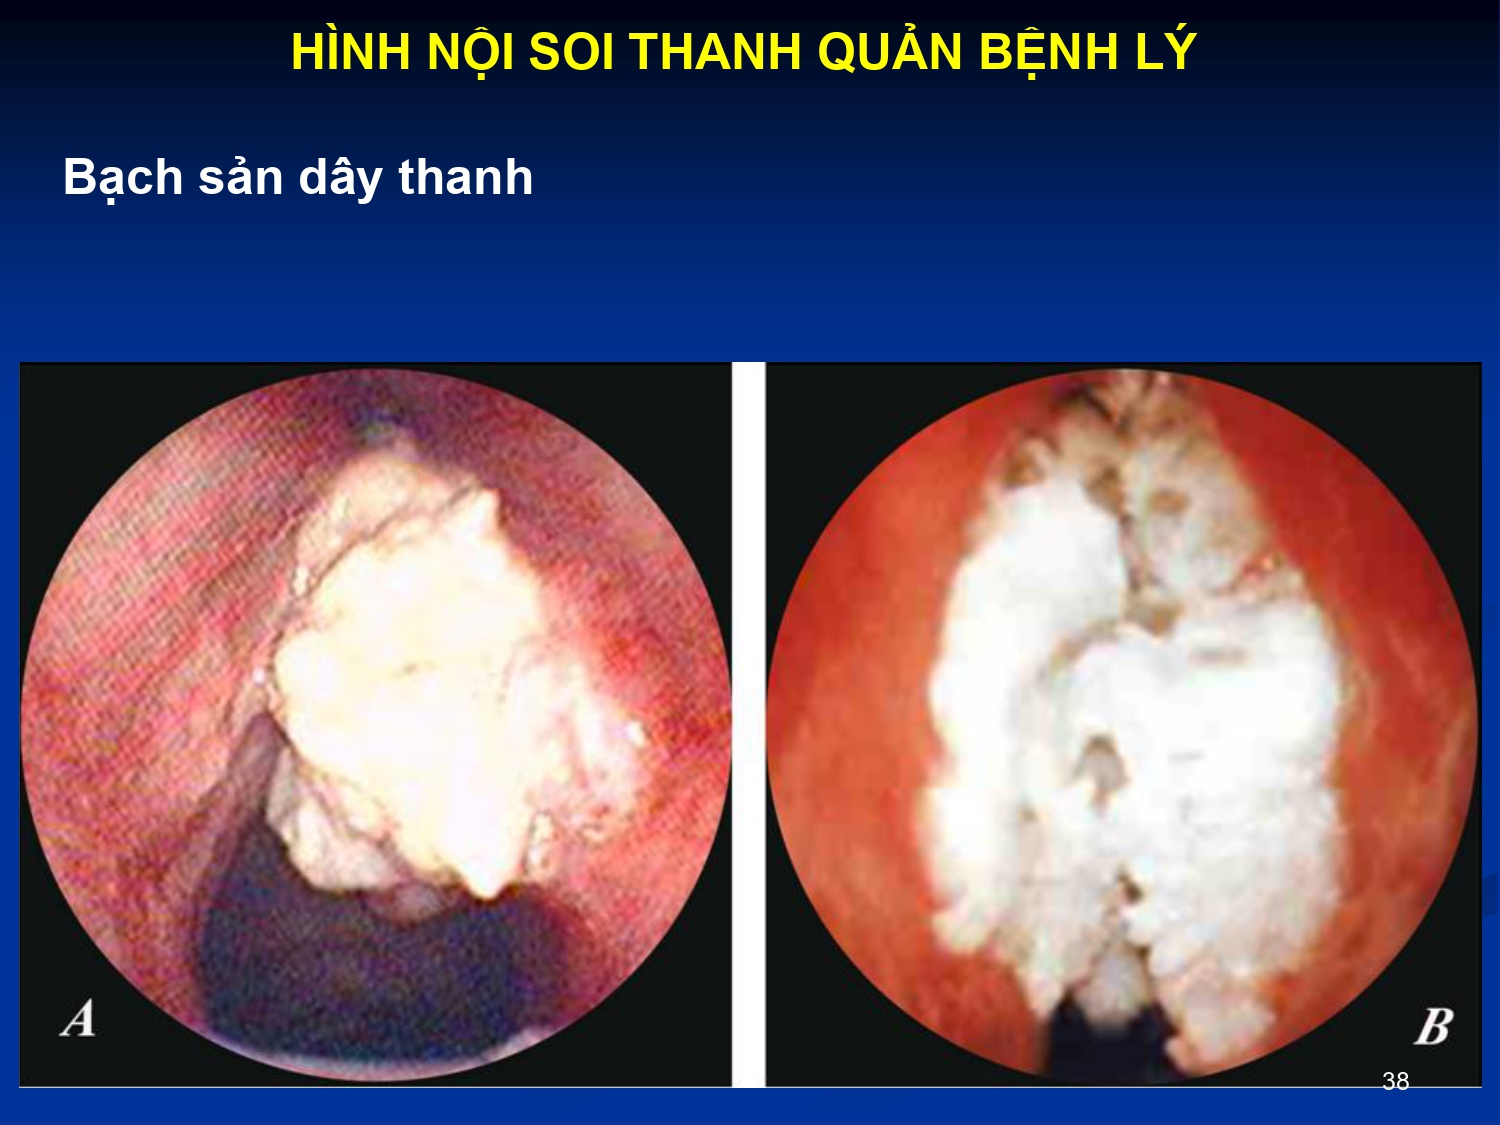 HÌNH NỘI SOI THANH QUẢN BỆNH LÝ
Bạch sản dây thanh
A
B
38